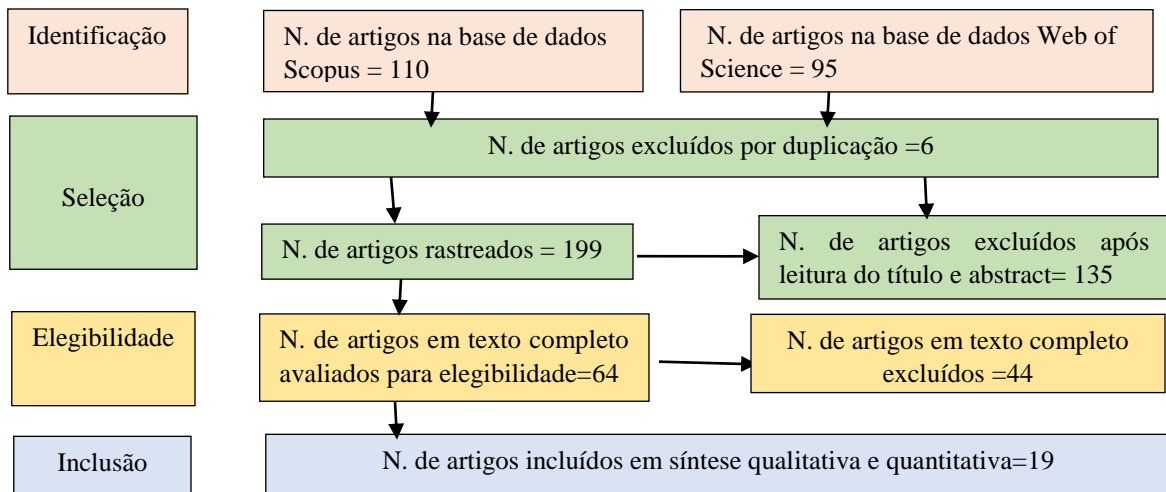 Identificação
N. de artigos na base de dados
Scopus = 110
N. de artigos na base de dados Web of
Science = 95
Seleção
N. de artigos excluídos por duplicação =6
N. de artigos rastreados = 199
N. de artigos excluídos após
leitura do título e abstract= 135
Elegibilidade
N. de artigos em texto completo
avaliados para elegibilidade=64
N. de artigos em texto completo
excluídos =44
Inclusão
N. de artigos incluídos em síntese qualitativa e quantitativa=19